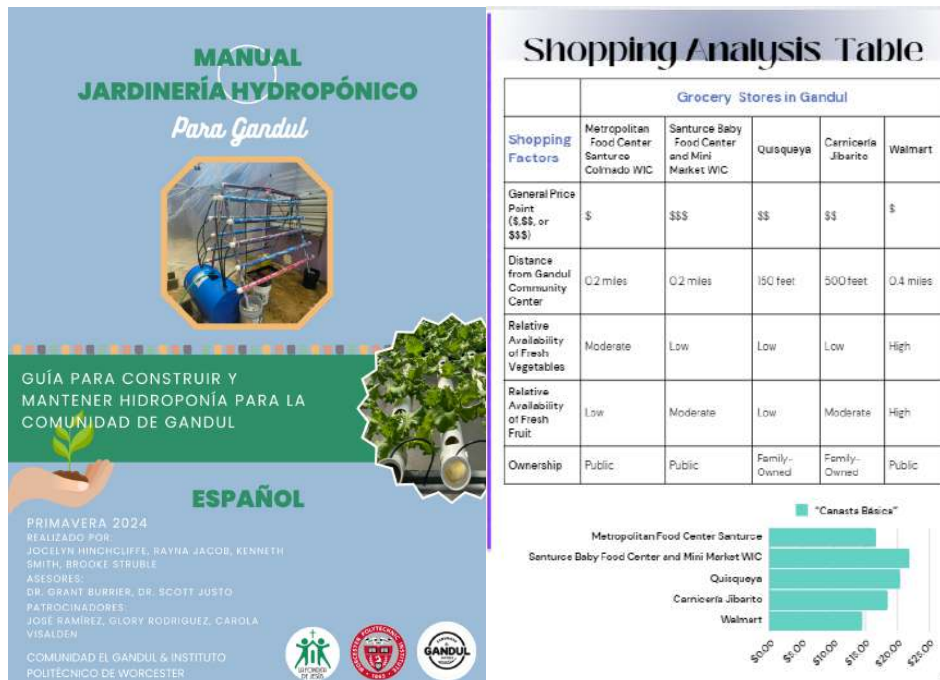 MANUAL
JARDINERÍA HYDROPÓNICO
Para Gandul
GUÍA PARA CONSTRUIR Y
MANTENER HIDROPONÍA PARA LA
COMUNIDAD DE GANDUL
ESPAÑOL
PRIMAVERA 2024
REALIZADO POR:
JOCELYN HINCHCLIFFE, RAYNA JACOB, KENNETH
SMITH, BROOKE STRUBLE
ASESORES:
DR. GRANT BURRIER, DR. SCOTT JUSTO
PATROCINADORES:
JOSÉ RAMÍREZ, GLORY RODRIGUEZ, CAROLA
VISALDEN
COMUNIDAD EL GANDUL & INSTITUTO
POLITÉCNICO DE WORCESTER
LA FONDITA
DE JESÚS
WORCESTER POLYTECHNIC INSTITUTE
1865
GANDUL
Shopping Analysis Table
Grocery Stores in Gandul
Shopping
Factors
Metropolitan
Food Center
Santurce
Colmado WIC
Santurce Baby
Food Center
and Mini
Market WIC
Quisqueya
Carnicería
Jibarito
Walmart
General Price
Point
($,$$, or
$$$)
$
$$$
$$
$$
$
Distance
from Gandul
Community
Center
0.2 miles
0.2 miles
150 feet
500 feet
0.4 miles
Relative
Availability
of Fresh
Vegetables
Moderate
Low
Low
Low
High
Relative
Availability
of Fresh
Fruit
Low
Moderate
Low
Moderate
High
Ownership
Public
Public
Family-
Owned
Family-
Owned
Public
"Canasta Básica"
Metropolitan Food Center Santurce
Santurce Baby Food Center and Mini Market WIC
Quisqueya
Carnicería Jibarito
Walmart
$0.00
$5.00
$10.00
$15.00
$20.00
$25.00